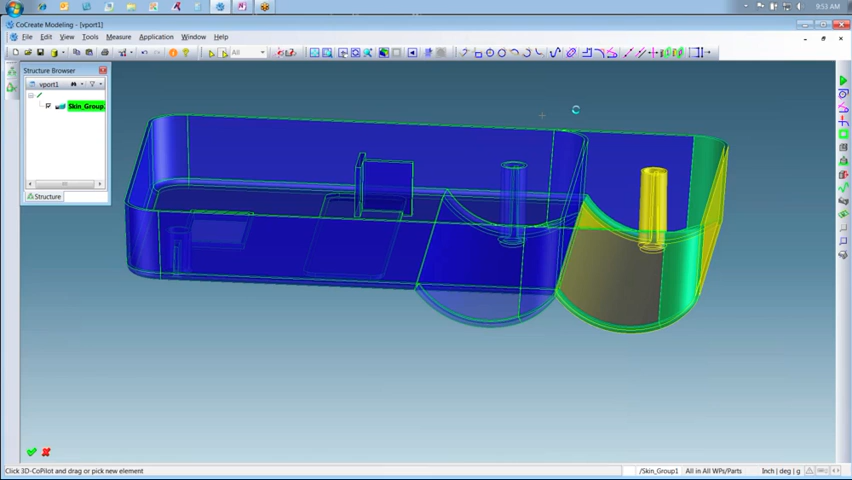 9:53 AM
CoCreate Modeling - [vport1]
File Edit View Tools Measure Application Window Help
All
Structure Browser
vport1
Skin_Group
Structure
Click 3D-CoPilot and drag or pick new element
/Skin_Group1 All in All WPs/Parts Inch | deg | g